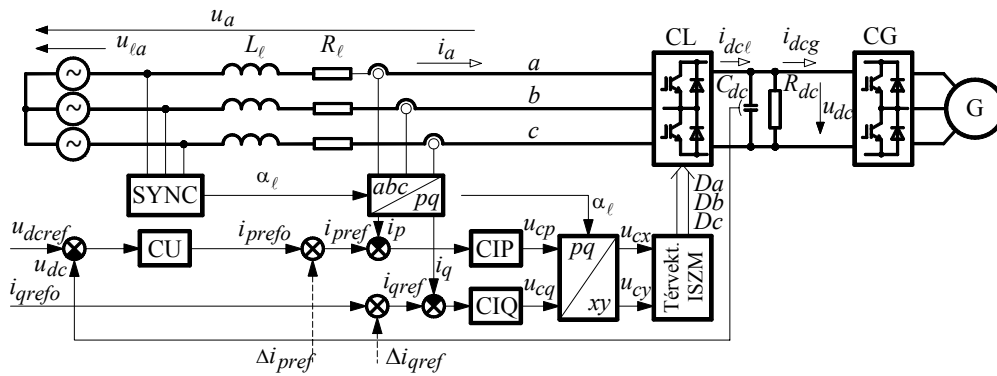 u_a
u_ℓa
L_ℓ
R_ℓ
i_a
CL
i_dcℓ
i_dcg
CG
~
a
C_dc
R_dc
u_dc
~
b
G
~
c
SYNC
α_ℓ
abc
pq
α_ℓ
Da
Db
Dc
u_dcref
CU
i_prefo
i_pref
i_p
CIP
u_cp
pq
u_cx
u_dc
i_q
Térvekt.
ISZM
i_qrefo
i_qref
CIQ
u_cq
xy
u_cy
Δi_pref
Δi_qref